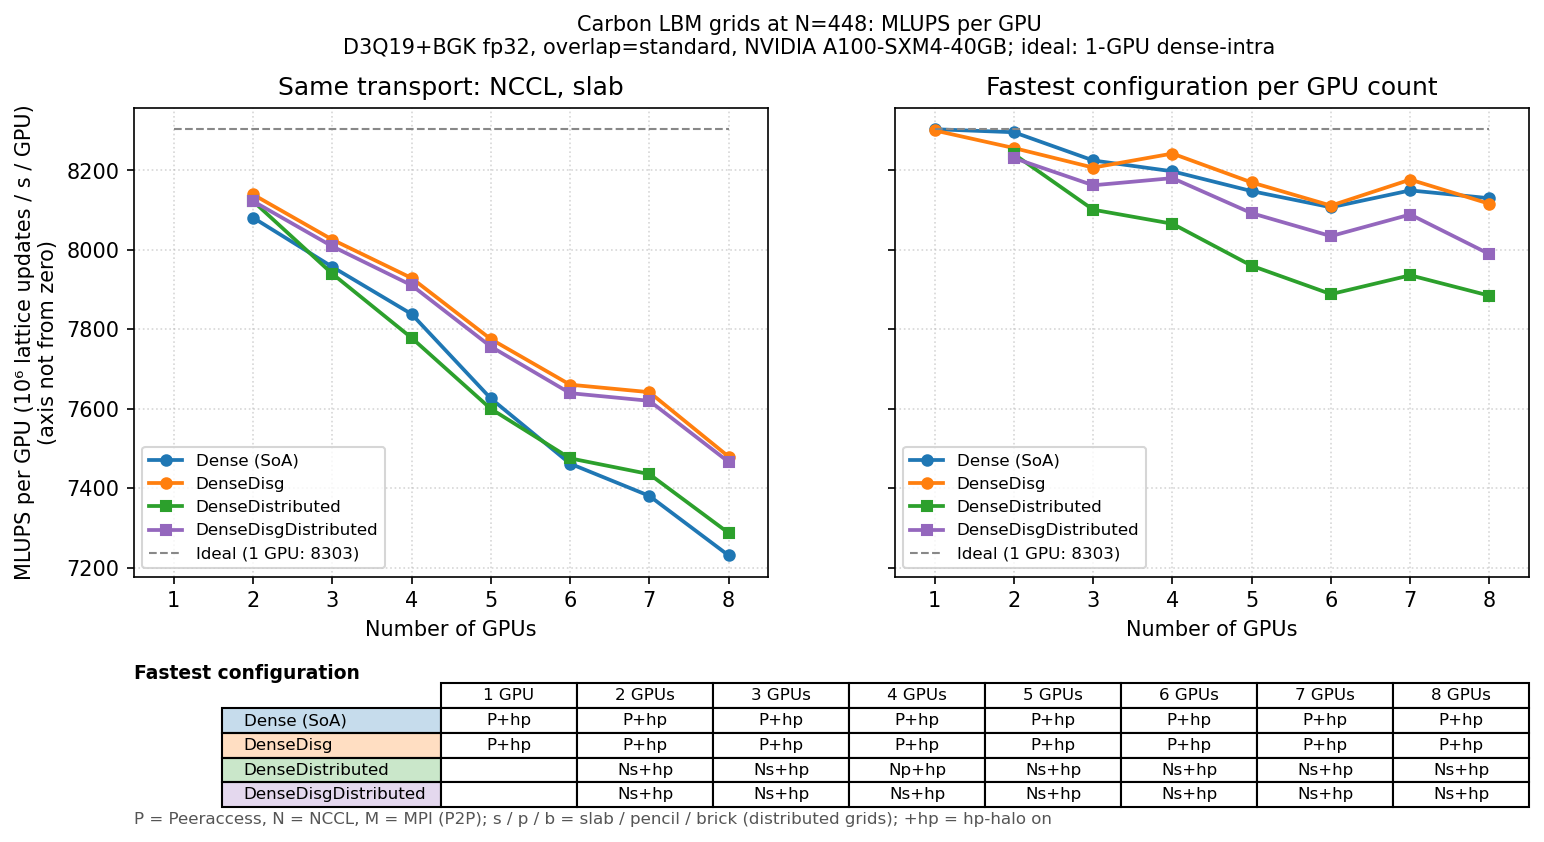 Carbon LBM grids at N=448: MLUPS per GPU
D3Q19+BGK fp32, overlap=standard, NVIDIA A100-SXM4-40GB; ideal: 1-GPU dense-intra
Same transport: NCCL, slab
MLUPS per GPU (10⁶ lattice updates / s / GPU)
(axis not from zero)
8200
8000
7800
7600
7400
7200
Dense (SoA)
DenseDisg
DenseDistributed
DenseDisgDistributed
Ideal (1 GPU: 8303)
1 2 3 4 5 6 7 8
Number of GPUs
Fastest configuration per GPU count
Dense (SoA)
DenseDisg
DenseDistributed
DenseDisgDistributed
Ideal (1 GPU: 8303)
1 2 3 4 5 6 7 8
Number of GPUs
Fastest configuration
1 GPU 2 GPUs 3 GPUs 4 GPUs 5 GPUs 6 GPUs 7 GPUs 8 GPUs
Dense (SoA) P+hp P+hp P+hp P+hp P+hp P+hp P+hp P+hp
DenseDisg P+hp P+hp P+hp P+hp P+hp P+hp P+hp P+hp
DenseDistributed Ns+hp Ns+hp Np+hp Ns+hp Ns+hp Ns+hp Ns+hp
DenseDisgDistributed Ns+hp Ns+hp Ns+hp Ns+hp Ns+hp Ns+hp Ns+hp
P = Peeraccess, N = NCCL, M = MPI (P2P); s / p / b = slab / pencil / brick (distributed grids); +hp = hp-halo on